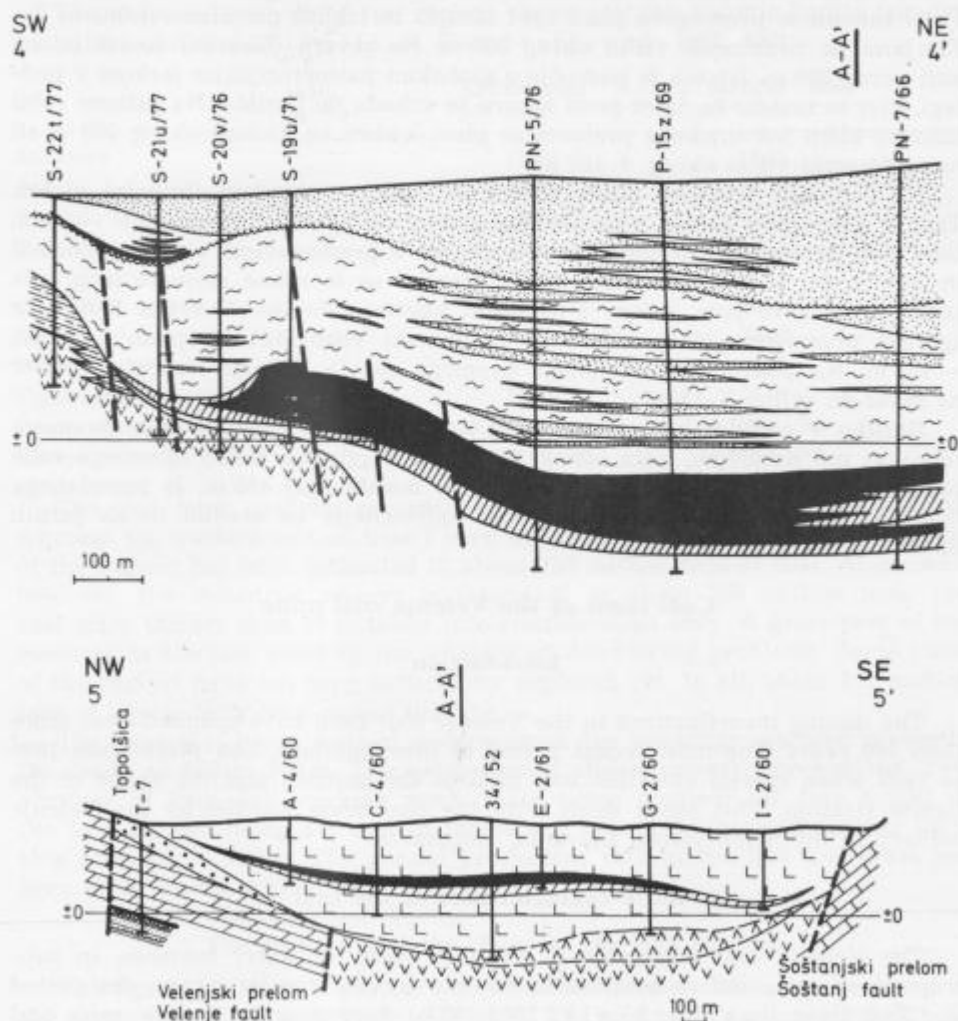 SW
4
NE
4'
A-A'
S-22t/77
S-21u/77
S-20v/76
S-19u/71
PN-5/76
P-15z/69
PN-7/66
±0
±0
100 m
NW
5
SE
5'
A-A'
Topolšica
T-7
A-4/60
C-4/60
34/52
E-2/61
G-2/60
I-2/60
±0
±0
Velenjski prelom
Velenje fault
Šoštanjski prelom
Šoštanj fault
100 m